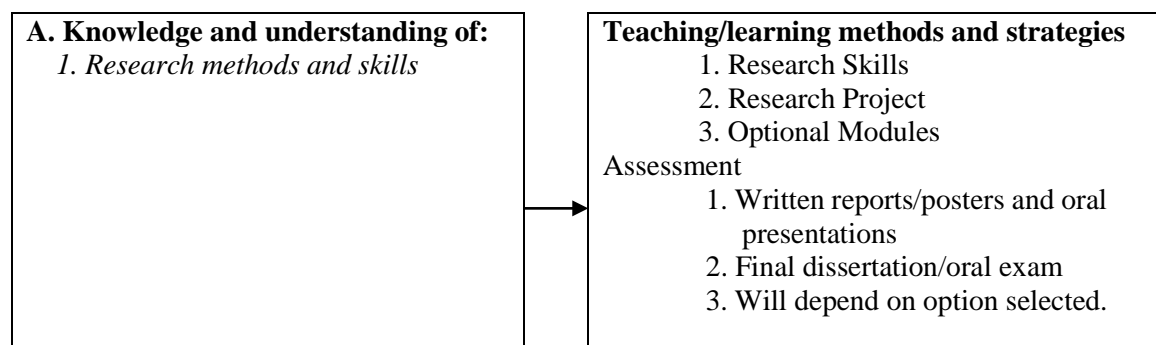 A. Knowledge and understanding of:
1. Research methods and skills
Teaching/learning methods and strategies
1. Research Skills
2. Research Project
3. Optional Modules
Assessment
1. Written reports/posters and oral
presentations
2. Final dissertation/oral exam
3. Will depend on option selected.